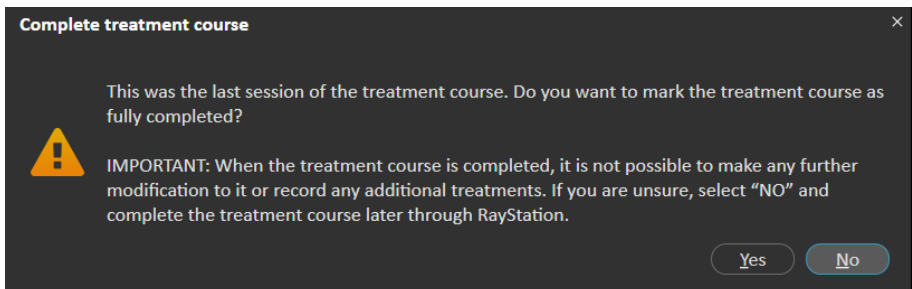 Complete treatment course
This was the last session of the treatment course. Do you want to mark the treatment course as
fully completed?
IMPORTANT: When the treatment course is completed, it is not possible to make any further
modification to it or record any additional treatments. If you are unsure, select “NO” and
complete the treatment course later through RayStation.
Yes No